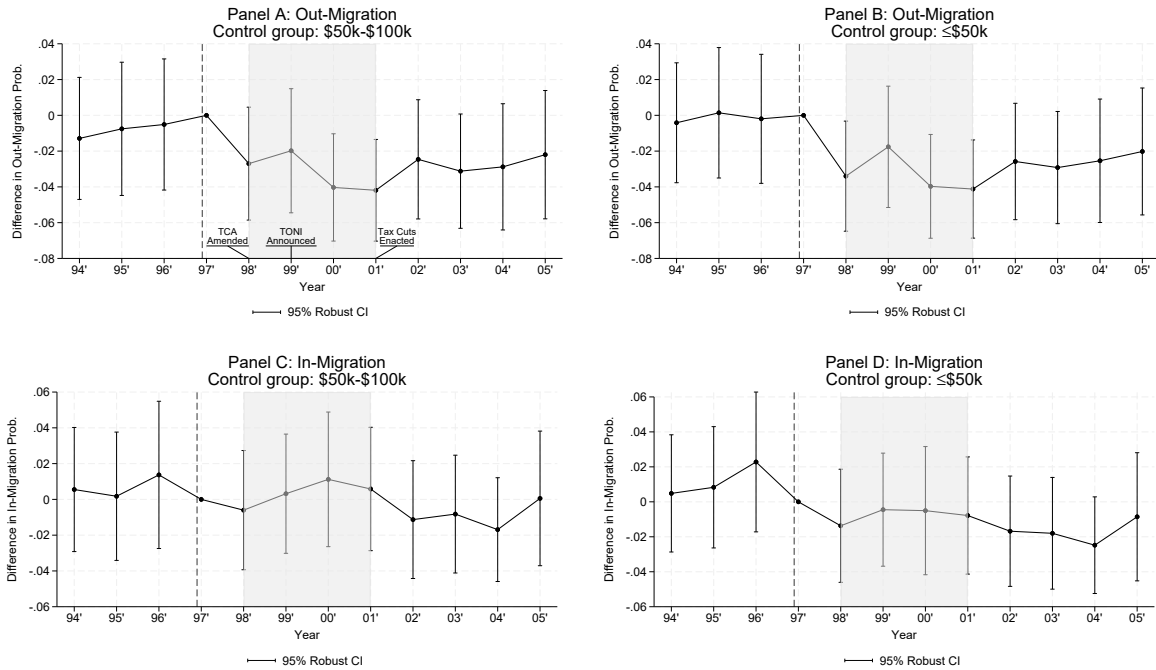 Panel A: Out-Migration
Control group: $50k-$100k
Difference in Out-Migration Prob.
.04
.02
0
-.02
-.04
-.06
-.08
TCA
Amended
TONI
Announced
Tax Cuts
Enacted
94' 95' 96' 97' 98' 99' 00' 01' 02' 03' 04' 05'
Year
95% Robust CI
Panel B: Out-Migration
Control group: ≤$50k
Difference in Out-Migration Prob.
.04
.02
0
-.02
-.04
-.06
-.08
94' 95' 96' 97' 98' 99' 00' 01' 02' 03' 04' 05'
Year
95% Robust CI
Panel C: In-Migration
Control group: $50k-$100k
Difference in In-Migration Prob.
.06
.04
.02
0
-.02
-.04
-.06
94' 95' 96' 97' 98' 99' 00' 01' 02' 03' 04' 05'
Year
95% Robust CI
Panel D: In-Migration
Control group: ≤$50k
Difference in In-Migration Prob.
.06
.04
.02
0
-.02
-.04
-.06
94' 95' 96' 97' 98' 99' 00' 01' 02' 03' 04' 05'
Year
95% Robust CI